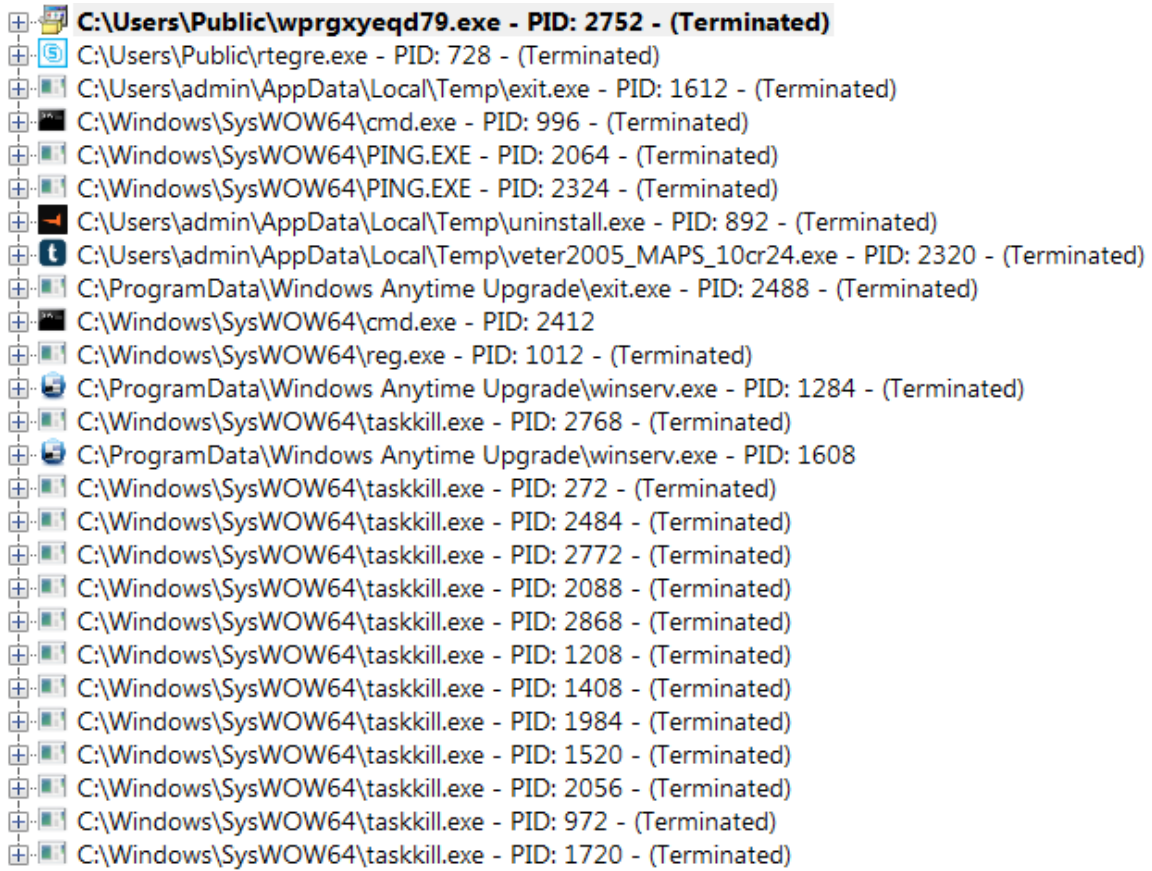 C:\Users\Public\wprgxyeqd79.exe - PID: 2752 - (Terminated)
C:\Users\Public\rtegre.exe - PID: 728 - (Terminated)
C:\Users\admin\AppData\Local\Temp\exit.exe - PID: 1612 - (Terminated)
C:\Windows\SysWOW64\cmd.exe - PID: 996 - (Terminated)
C:\Windows\SysWOW64\PING.EXE - PID: 2064 - (Terminated)
C:\Windows\SysWOW64\PING.EXE - PID: 2324 - (Terminated)
C:\Users\admin\AppData\Local\Temp\uninstall.exe - PID: 892 - (Terminated)
C:\Users\admin\AppData\Local\Temp\veter2005_MAPS_10cr24.exe - PID: 2320 - (Terminated)
C:\ProgramData\Windows Anytime Upgrade\exit.exe - PID: 2488 - (Terminated)
C:\Windows\SysWOW64\cmd.exe - PID: 2412
C:\Windows\SysWOW64\reg.exe - PID: 1012 - (Terminated)
C:\ProgramData\Windows Anytime Upgrade\winserv.exe - PID: 1284 - (Terminated)
C:\Windows\SysWOW64\taskkill.exe - PID: 2768 - (Terminated)
C:\ProgramData\Windows Anytime Upgrade\winserv.exe - PID: 1608
C:\Windows\SysWOW64\taskkill.exe - PID: 272 - (Terminated)
C:\Windows\SysWOW64\taskkill.exe - PID: 2484 - (Terminated)
C:\Windows\SysWOW64\taskkill.exe - PID: 2772 - (Terminated)
C:\Windows\SysWOW64\taskkill.exe - PID: 2088 - (Terminated)
C:\Windows\SysWOW64\taskkill.exe - PID: 2868 - (Terminated)
C:\Windows\SysWOW64\taskkill.exe - PID: 1208 - (Terminated)
C:\Windows\SysWOW64\taskkill.exe - PID: 1408 - (Terminated)
C:\Windows\SysWOW64\taskkill.exe - PID: 1984 - (Terminated)
C:\Windows\SysWOW64\taskkill.exe - PID: 1520 - (Terminated)
C:\Windows\SysWOW64\taskkill.exe - PID: 2056 - (Terminated)
C:\Windows\SysWOW64\taskkill.exe - PID: 972 - (Terminated)
C:\Windows\SysWOW64\taskkill.exe - PID: 1720 - (Terminated)